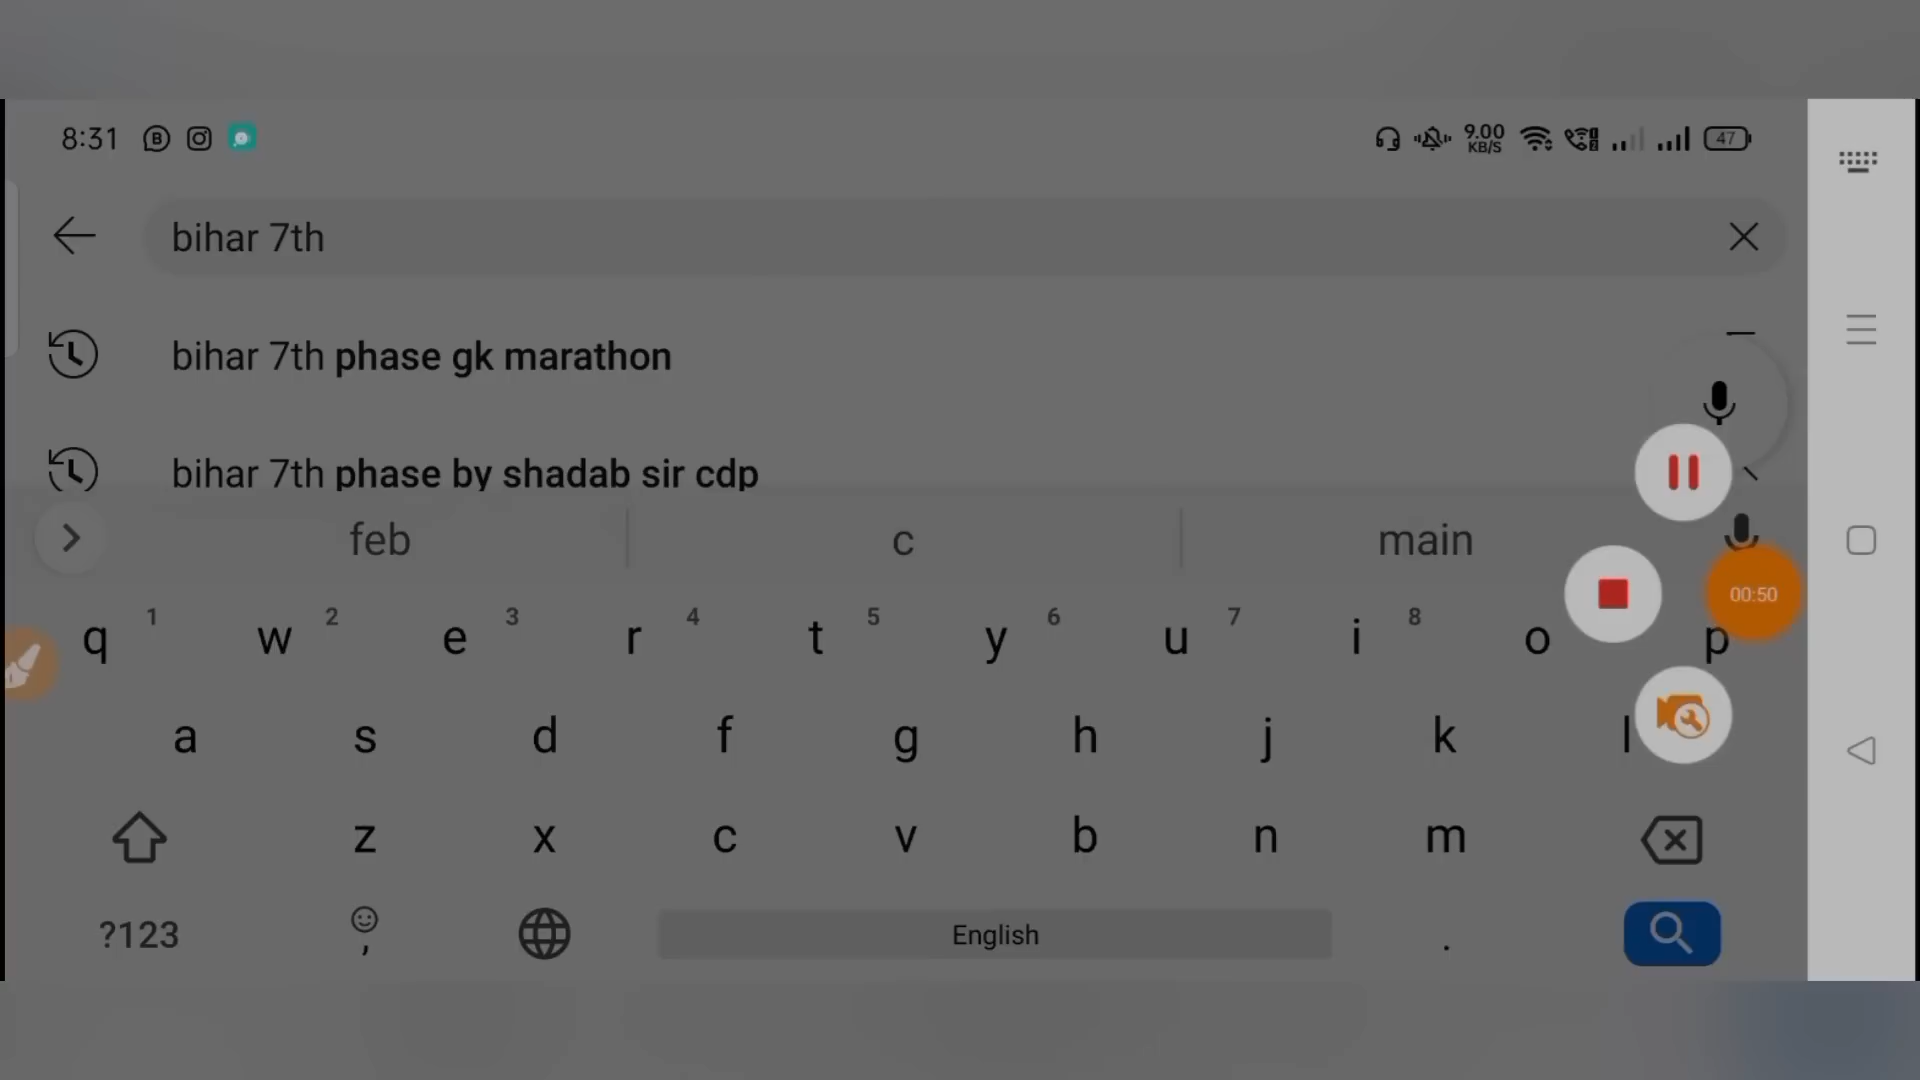 8:31 9.00 KB/S 47
bihar 7th
bihar 7th phase gk marathon
bihar 7th phase by shadab sir cdp
feb c main
00:50
1 2 3 4 5 6 7 8
q w e r t y u i o p
a s d f g h j k l
z x c v b n m
?123 , English .